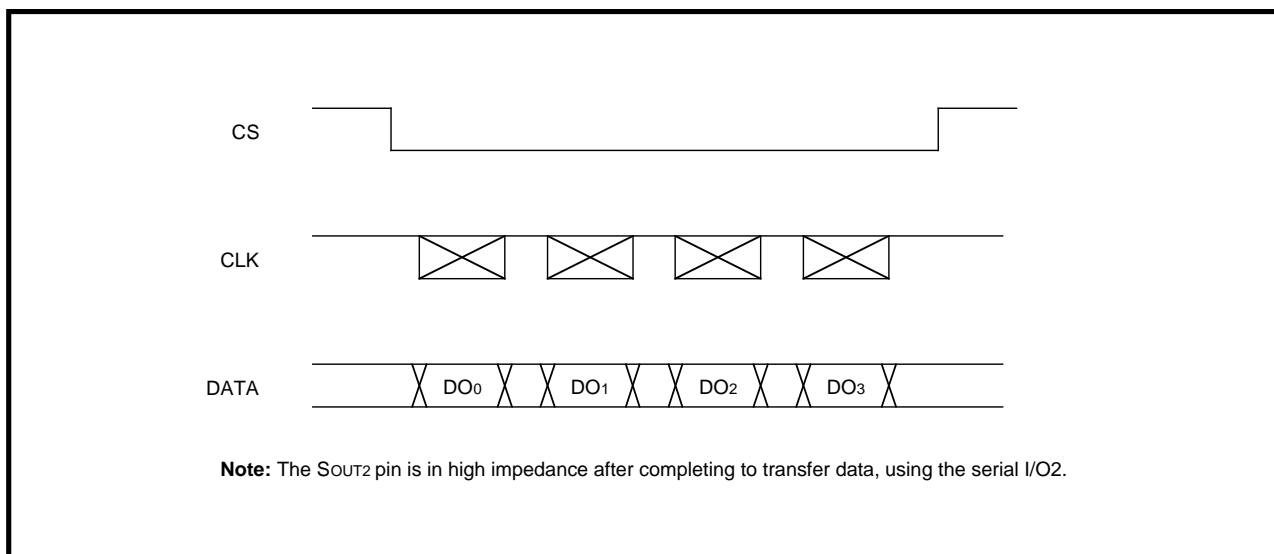 CS
CLK
DATA
DO0 DO1 DO2 DO3
Note: The SOUT2 pin is in high impedance after completing to transfer data, using the serial I/O2.